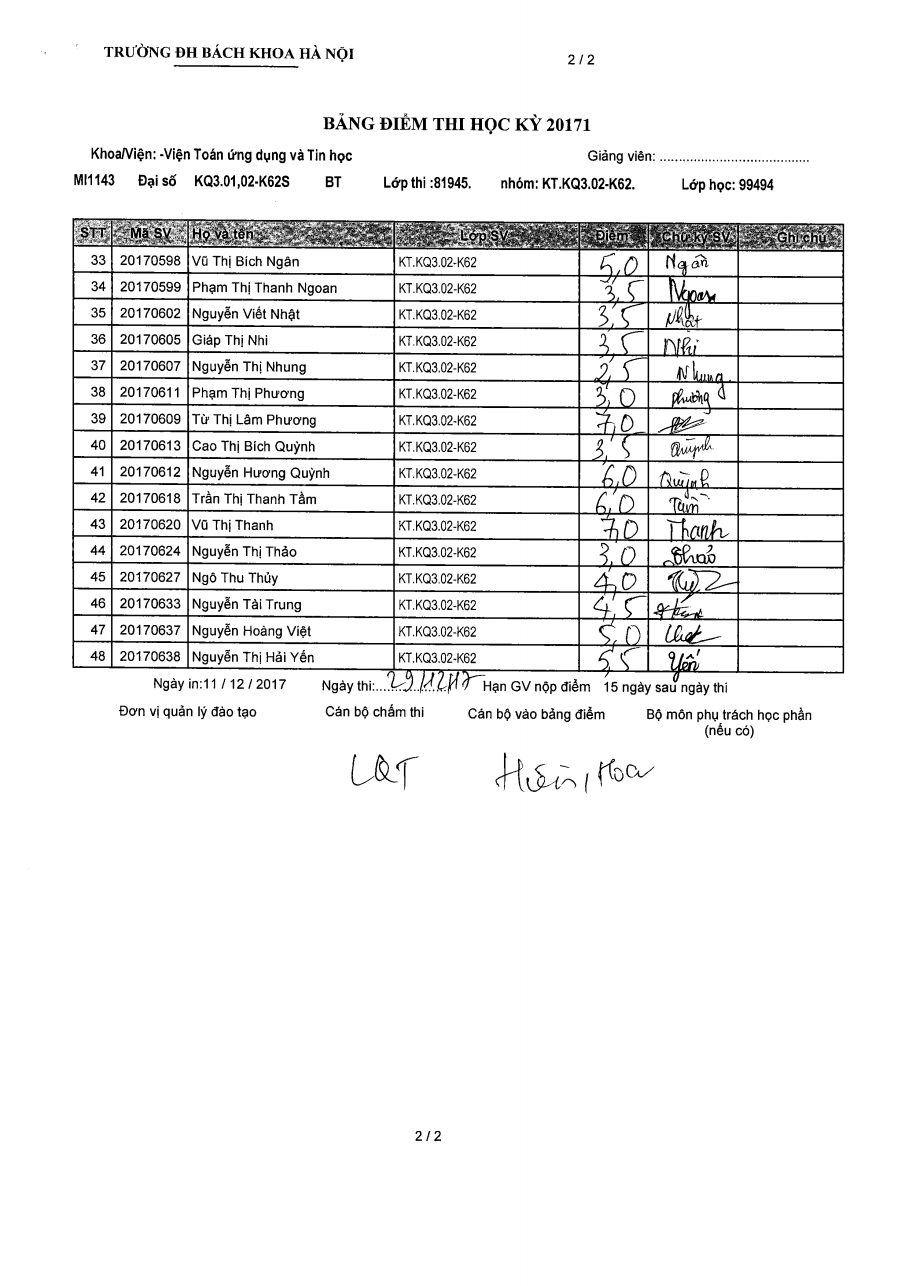 TRƯỜNG ĐH BÁCH KHOA HÀ NỘI
2 / 2
BẢNG ĐIỂM THI HỌC KỲ 20171
Khoa/Viện: -Viện Toán ứng dụng và Tin học Giảng viên: ........................................
MI1143 Đại số KQ3.01,02-K62S BT Lớp thi :81945. nhóm: KT.KQ3.02-K62. Lớp học: 99494
STT Mã SV Họ và tên Lớp SV Điểm Chữ ký SV Ghi chú
33 20170598 Vũ Thị Bích Ngân KT.KQ3.02-K62 5,0 Ngân
34 20170599 Phạm Thị Thanh Ngoan KT.KQ3.02-K62 3,5 Ngoan
35 20170602 Nguyễn Viết Nhật KT.KQ3.02-K62 3,5 Nhật
36 20170605 Giáp Thị Nhi KT.KQ3.02-K62 3,5 Nhi
37 20170607 Nguyễn Thị Nhung KT.KQ3.02-K62 2,5 Nhung
38 20170611 Phạm Thị Phương KT.KQ3.02-K62 3,0 Phương
39 20170609 Từ Thị Lâm Phương KT.KQ3.02-K62 7,0
40 20170613 Cao Thị Bích Quỳnh KT.KQ3.02-K62 3,5 Quỳnh
41 20170612 Nguyễn Hương Quỳnh KT.KQ3.02-K62 6,0 Quỳnh
42 20170618 Trần Thị Thanh Tầm KT.KQ3.02-K62 6,0 Tầm
43 20170620 Vũ Thị Thanh KT.KQ3.02-K62 7,0 Thanh
44 20170624 Nguyễn Thị Thảo KT.KQ3.02-K62 3,0 Thảo
45 20170627 Ngô Thu Thủy KT.KQ3.02-K62 4,0
46 20170633 Nguyễn Tài Trung KT.KQ3.02-K62 4,5
47 20170637 Nguyễn Hoàng Việt KT.KQ3.02-K62 5,0
48 20170638 Nguyễn Thị Hải Yến KT.KQ3.02-K62 5,5 Yến
Ngày in:11 / 12 / 2017 Ngày thi:29/12/17 Hạn GV nộp điểm 15 ngày sau ngày thi
Đơn vị quản lý đào tạo Cán bộ chấm thi Cán bộ vào bảng điểm Bộ môn phụ trách học phần
(nếu có)
LQT Hiền, Hoa
2 / 2